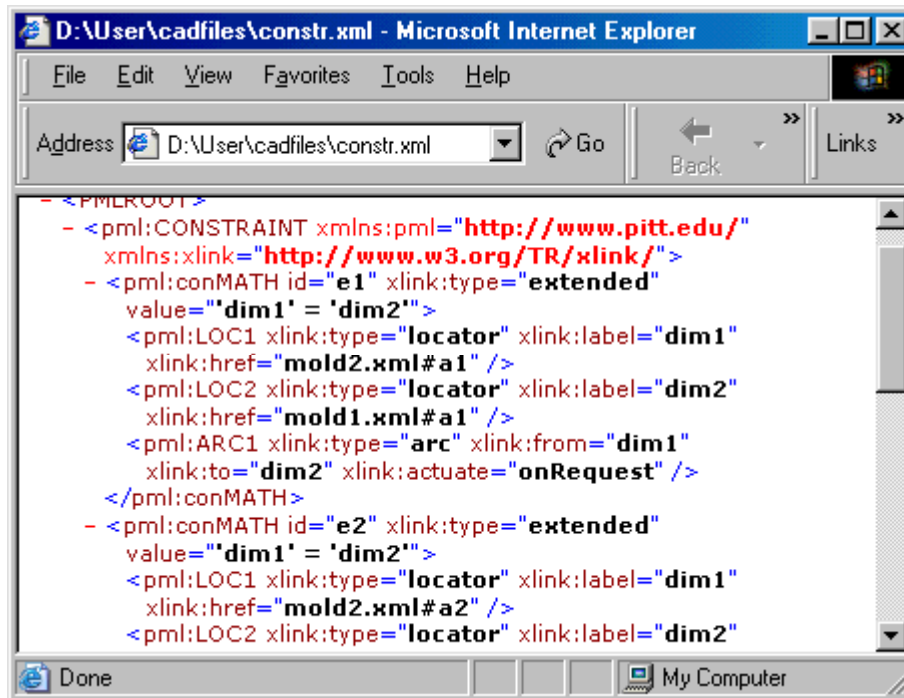 D:\User\cadfiles\constr.xml - Microsoft Internet Explorer
File Edit View Favorites Tools Help
Address D:\User\cadfiles\constr.xml Go Back » Links »
- <PMLROOT>
- <pml:CONSTRAINT xmlns:pml="http://www.pitt.edu/"
xmlns:xlink="http://www.w3.org/TR/xlink/">
- <pml:conMATH id="e1" xlink:type="extended"
value="'dim1' = 'dim2'">
<pml:LOC1 xlink:type="locator" xlink:label="dim1"
xlink:href="mold2.xml#a1" />
<pml:LOC2 xlink:type="locator" xlink:label="dim2"
xlink:href="mold1.xml#a1" />
<pml:ARC1 xlink:type="arc" xlink:from="dim1"
xlink:to="dim2" xlink:actuate="onRequest" />
</pml:conMATH>
- <pml:conMATH id="e2" xlink:type="extended"
value="'dim1' = 'dim2'">
<pml:LOC1 xlink:type="locator" xlink:label="dim1"
xlink:href="mold2.xml#a2" />
<pml:LOC2 xlink:type="locator" xlink:label="dim2"
Done My Computer